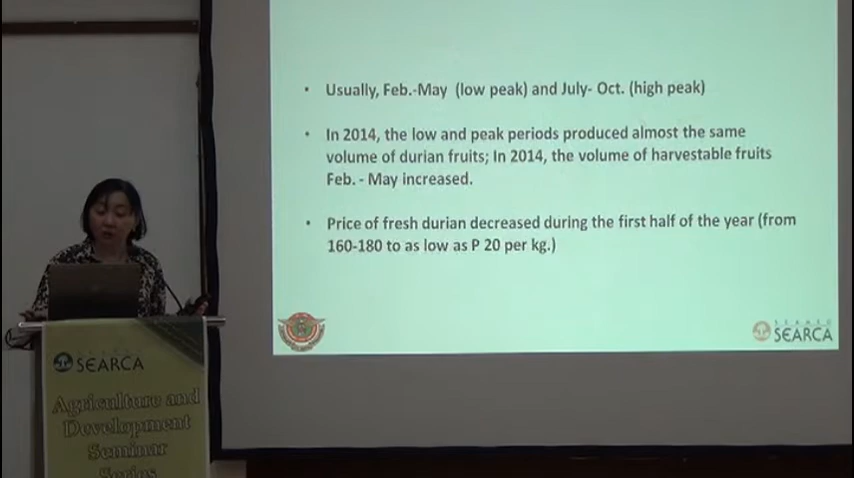 • Usually, Feb.-May (low peak) and July- Oct. (high peak)
• In 2014, the low and peak periods produced almost the same
volume of durian fruits; In 2014, the volume of harvestable fruits
Feb. - May increased.
• Price of fresh durian decreased during the first half of the year (from
160-180 to as low as P 20 per kg.)
SEARCA
SEARCA
Agriculture and
Development
Seminar
Series